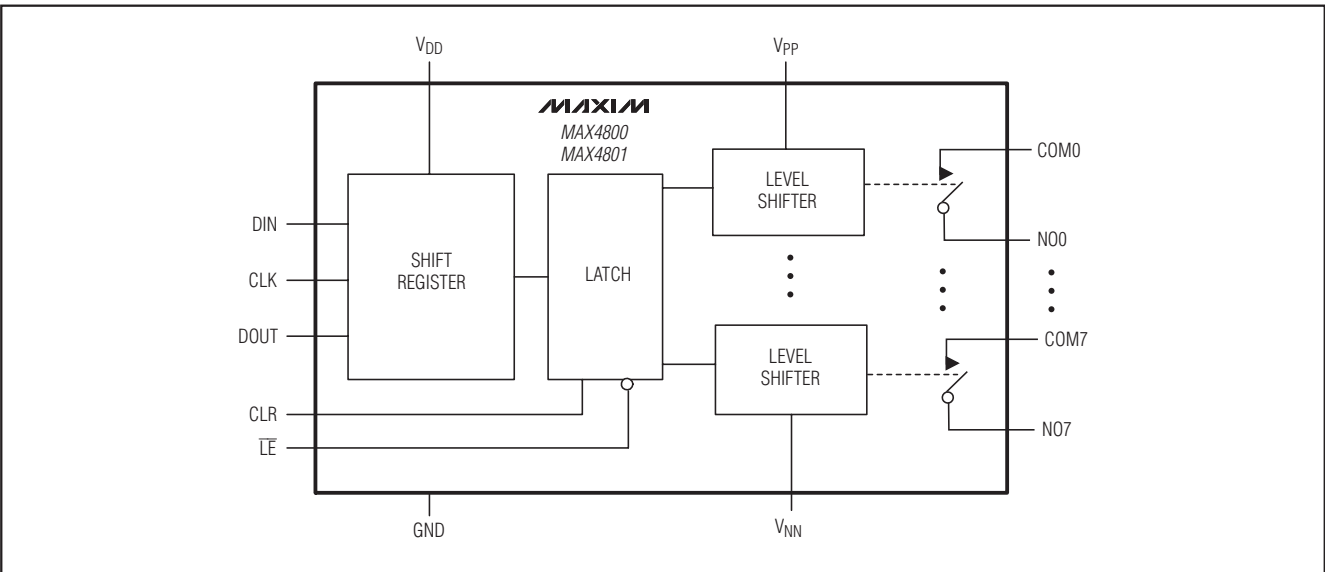 VDD
VPP
MAXIM
MAX4800
MAX4801
COM0
LEVEL
SHIFTER
DIN
NO0
SHIFT
REGISTER
LATCH
CLK
DOUT
COM7
LEVEL
SHIFTER
CLR
NO7
LE
GND
VNN